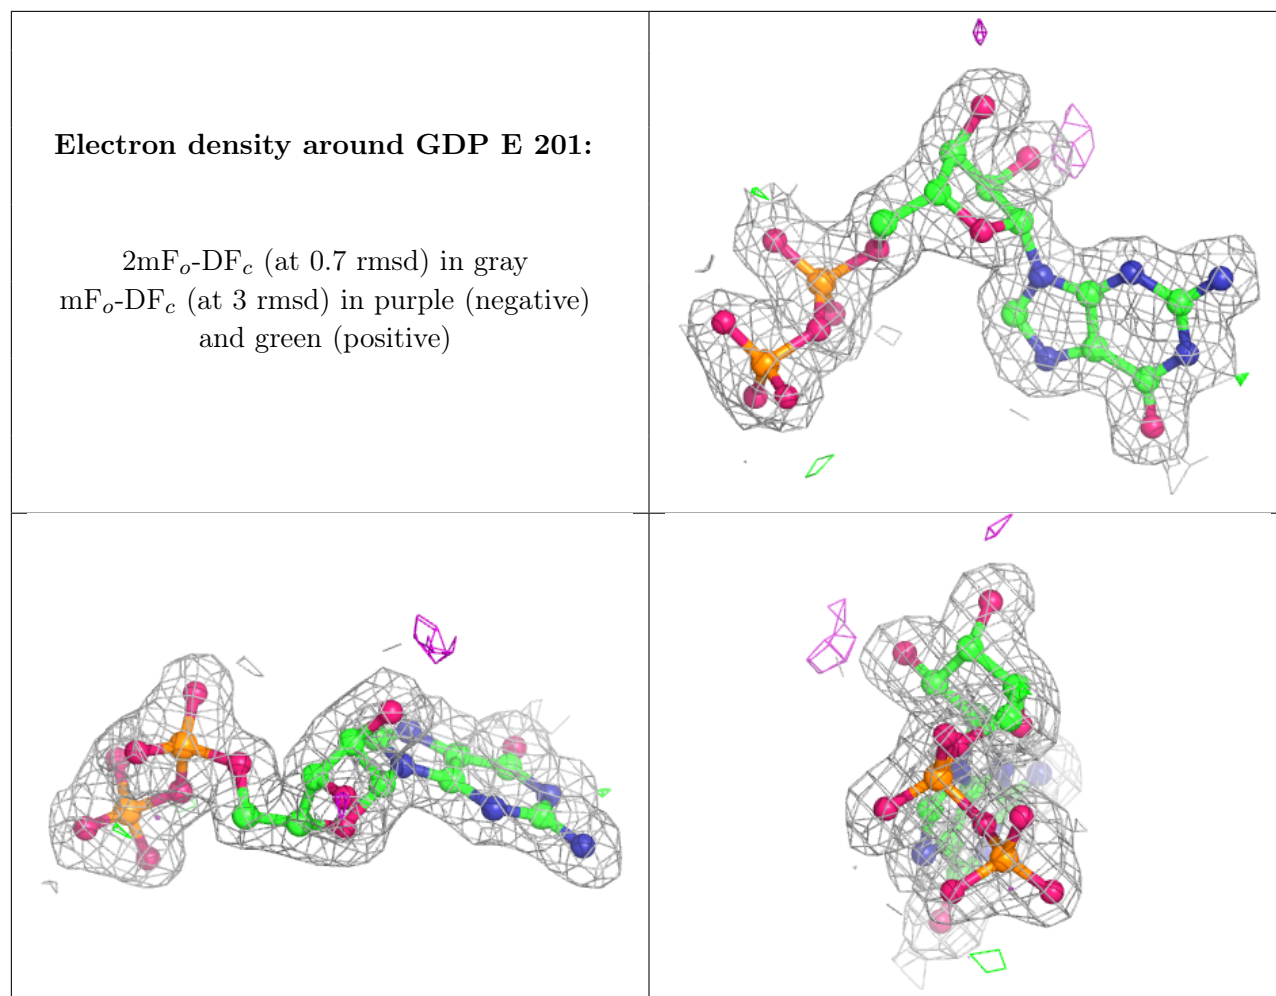 Electron density around GDP E 201:
2mFo-DFc (at 0.7 rmsd) in gray
mFo-DFc (at 3 rmsd) in purple (negative)
and green (positive)